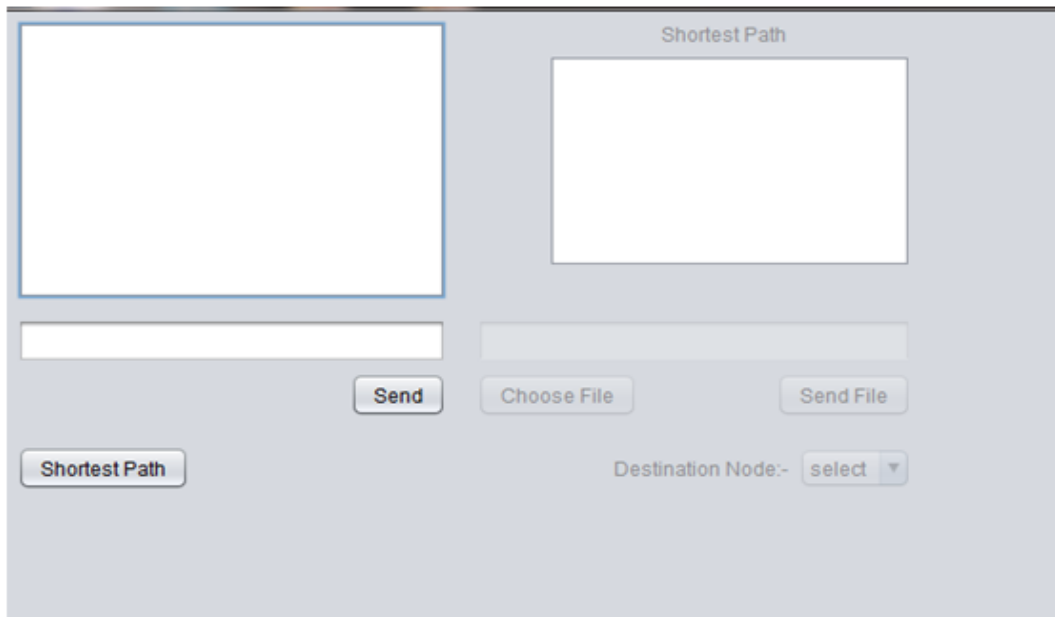 Shortest Path
Send
Choose File
Send File
Shortest Path
Destination Node:-
select